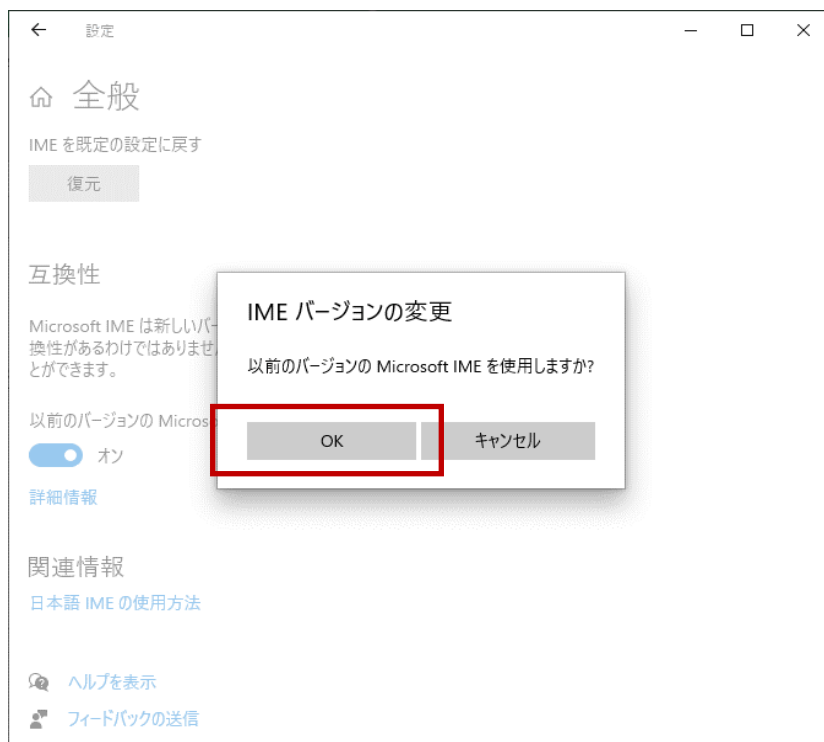 設定
全般
IME を既定の設定に戻す
復元
互換性
Microsoft IME は新しいバー
換性があるわけではありませ
とができます。
以前のバージョンの Microso
オン
詳細情報
関連情報
日本語 IME の使用方法
ヘルプを表示
フィードバックの送信
IME バージョンの変更
以前のバージョンの Microsoft IME を使用しますか?
OK キャンセル